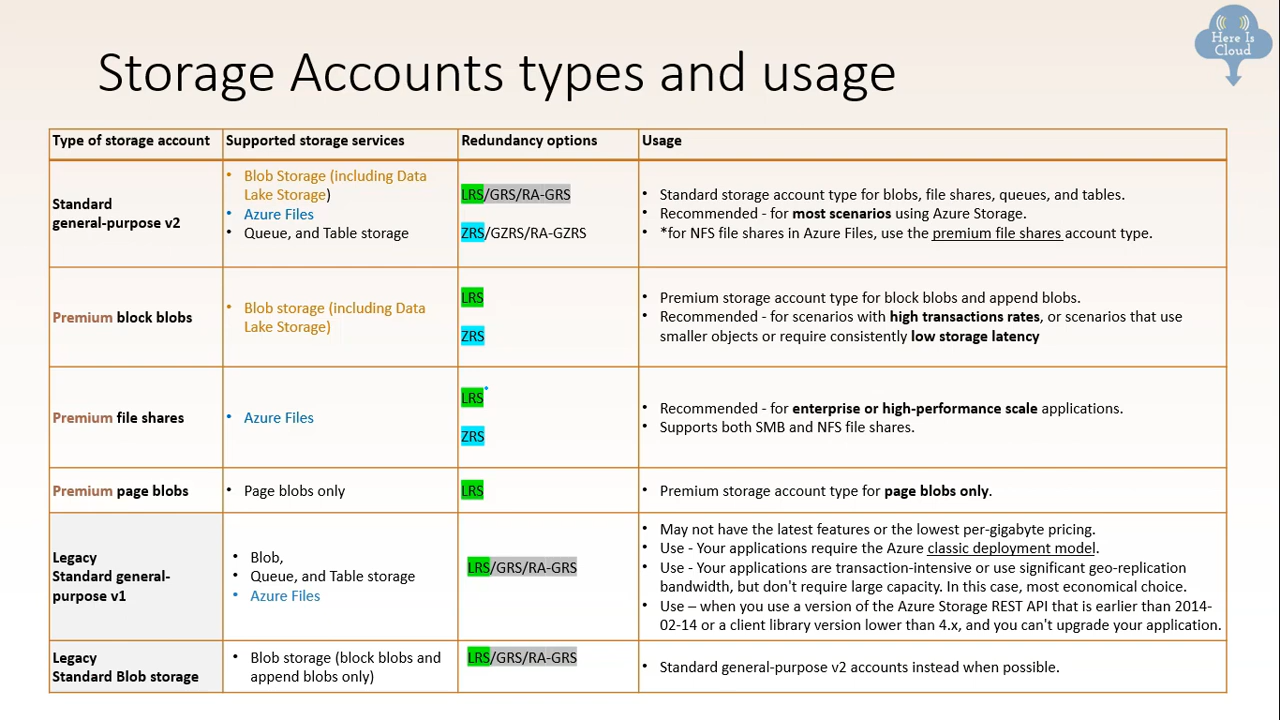 Here Is
Cloud
Storage Accounts types and usage
Type of storage account
Supported storage services
Redundancy options
Usage
Standard
general-purpose v2
• Blob Storage (including Data
Lake Storage)
• Azure Files
• Queue, and Table storage
LRS/GRS/RA-GRS
ZRS/GZRS/RA-GZRS
• Standard storage account type for blobs, file shares, queues, and tables.
• Recommended - for most scenarios using Azure Storage.
• *for NFS file shares in Azure Files, use the premium file shares account type.
Premium block blobs
• Blob storage (including Data
Lake Storage)
LRS
ZRS
• Premium storage account type for block blobs and append blobs.
• Recommended - for scenarios with high transactions rates, or scenarios that use
smaller objects or require consistently low storage latency
Premium file shares
• Azure Files
LRS
ZRS
• Recommended - for enterprise or high-performance scale applications.
• Supports both SMB and NFS file shares.
Premium page blobs
• Page blobs only
LRS
• Premium storage account type for page blobs only.
Legacy
Standard general-
purpose v1
• Blob,
• Queue, and Table storage
• Azure Files
LRS/GRS/RA-GRS
• May not have the latest features or the lowest per-gigabyte pricing.
• Use - Your applications require the Azure classic deployment model.
• Use - Your applications are transaction-intensive or use significant geo-replication
bandwidth, but don't require large capacity. In this case, most economical choice.
• Use – when you use a version of the Azure Storage REST API that is earlier than 2014-
02-14 or a client library version lower than 4.x, and you can't upgrade your application.
Legacy
Standard Blob storage
• Blob storage (block blobs and
append blobs only)
LRS/GRS/RA-GRS
• Standard general-purpose v2 accounts instead when possible.